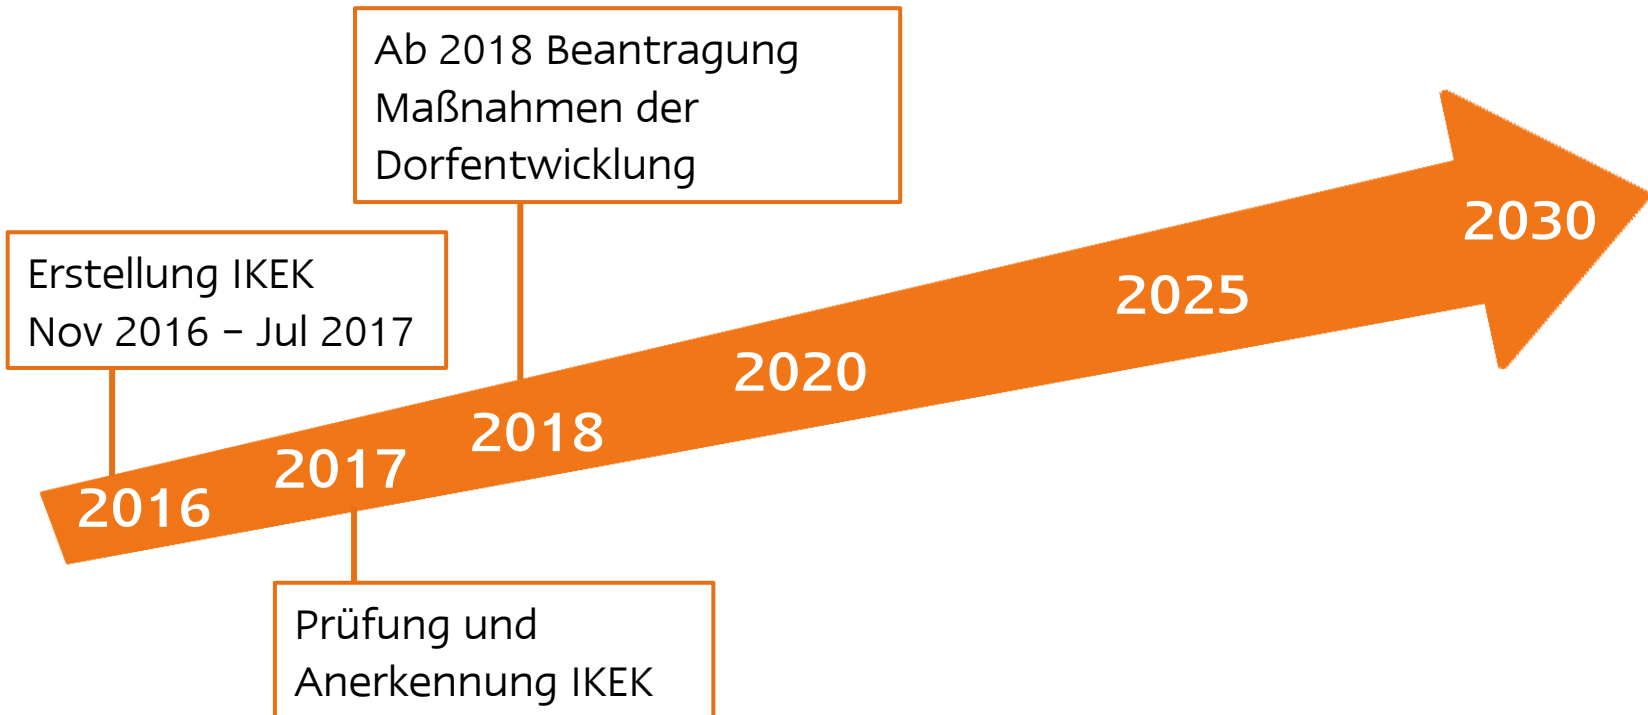 Ab 2018 Beantragung
Maßnahmen der
Dorfentwicklung
Erstellung IKEK
Nov 2016 – Jul 2017
2016
2017
2018
2020
2025
2030
Prüfung und
Anerkennung IKEK